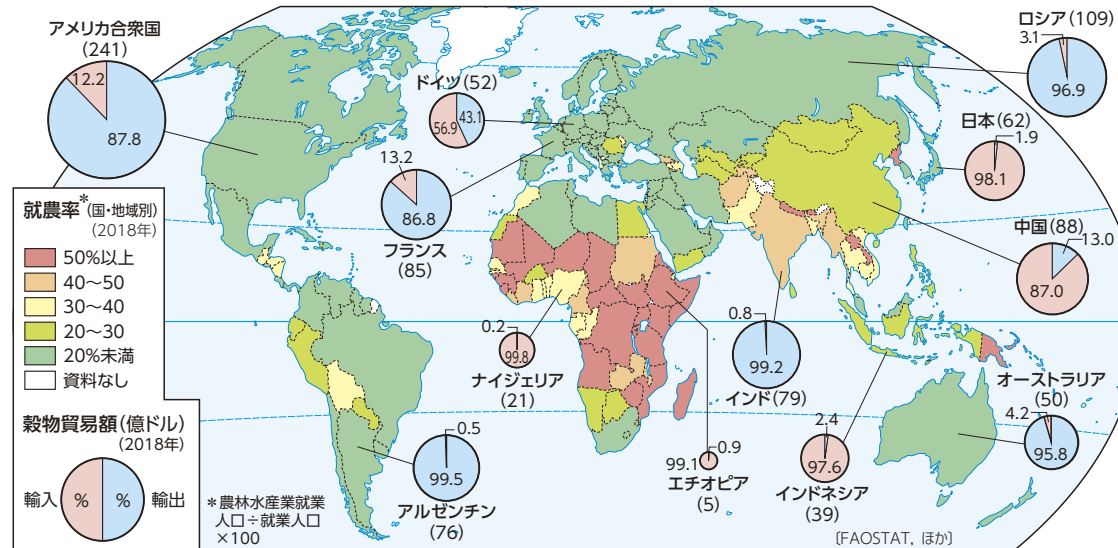 アメリカ合衆国
(241)
12.2
87.8
ドイツ(52)
56.9
43.1
13.2
86.8
フランス
(85)
ロシア(109)
3.1
96.9
日本(62)
1.9
98.1
中国(88)
13.0
87.0
就農率*(国・地域別)
(2018年)
50%以上
40~50
30~40
20~30
20%未満
資料なし
穀物貿易額(億ドル)
(2018年)
輸入 % % 輸出
*農林水産業就業
人口÷就業人口
×100
0.5
99.5
アルゼンチン
(76)
0.2
99.8
ナイジェリア
(21)
0.9
99.1
エチオピア
(5)
0.8
99.2
インド(79)
2.4
97.6
インドネシア
(39)
オーストラリア
(50)
4.2
95.8
〔FAOSTAT, ほか〕